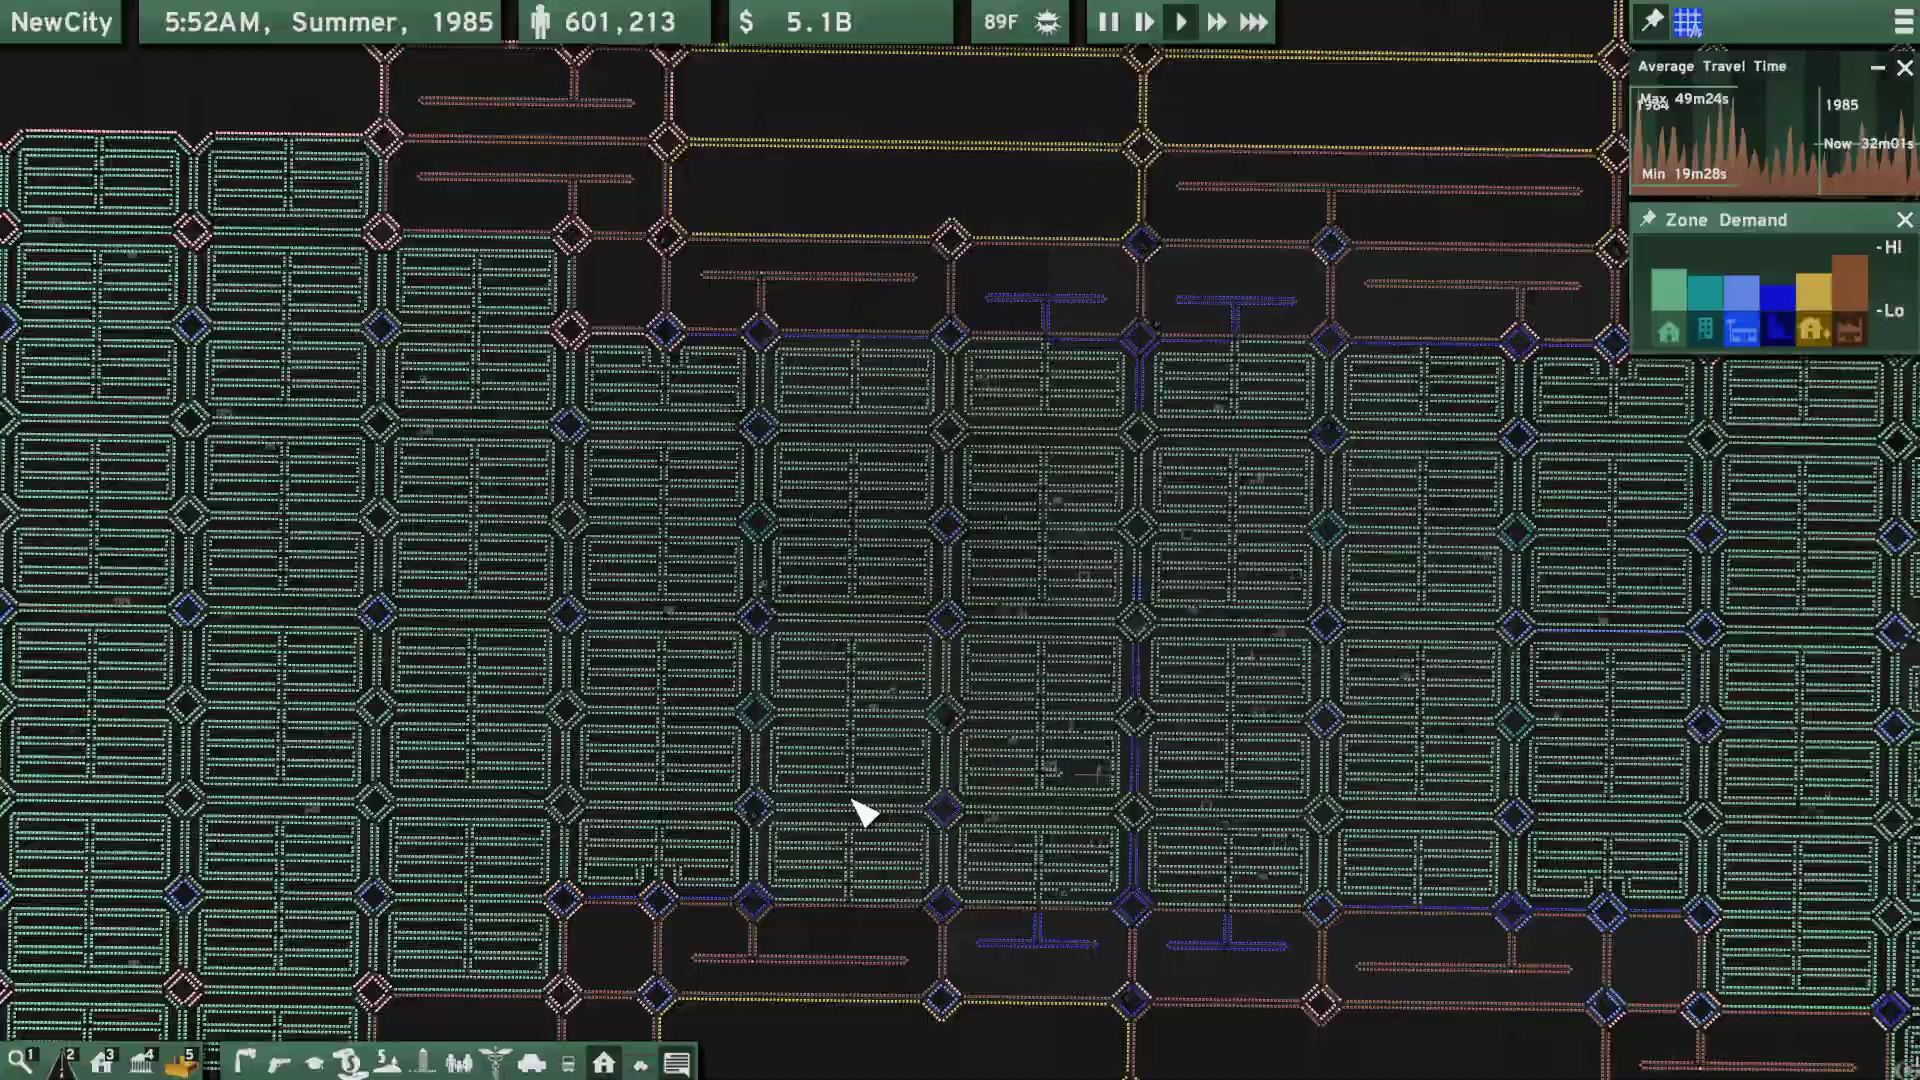 NewCity
5:52AM, Summer, 1985
601,213
$ 5.1B
89F
Average Travel Time
Max 49m24s
1984
1985
Now 32m01s
Min 19m28s
Zone Demand
-Hi
-Lo
1
2
3
4
5